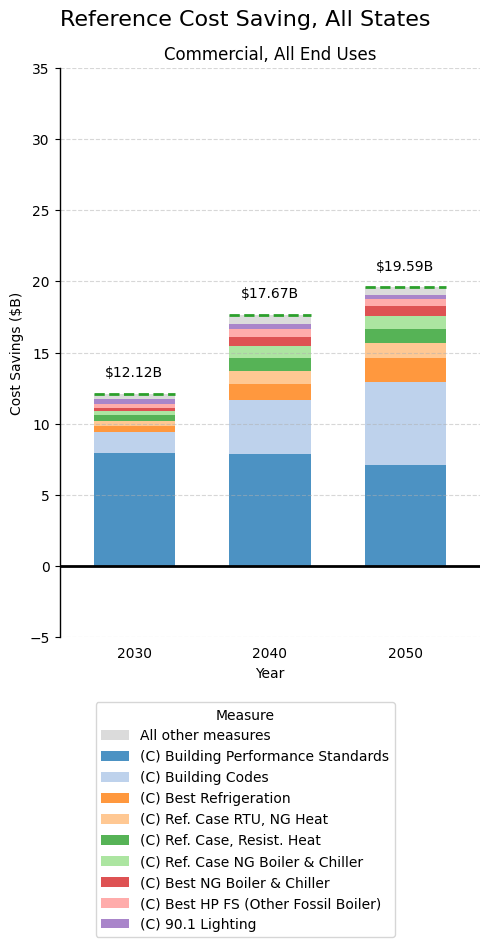 Reference Cost Saving, All States
Commercial, All End Uses
35
30
25
20
15
10
5
0
−5
Cost Savings ($B)
$12.12B
$17.67B
$19.59B
2030
2040
2050
Year
Measure
All other measures
(C) Building Performance Standards
(C) Building Codes
(C) Best Refrigeration
(C) Ref. Case RTU, NG Heat
(C) Ref. Case, Resist. Heat
(C) Ref. Case NG Boiler & Chiller
(C) Best NG Boiler & Chiller
(C) Best HP FS (Other Fossil Boiler)
(C) 90.1 Lighting